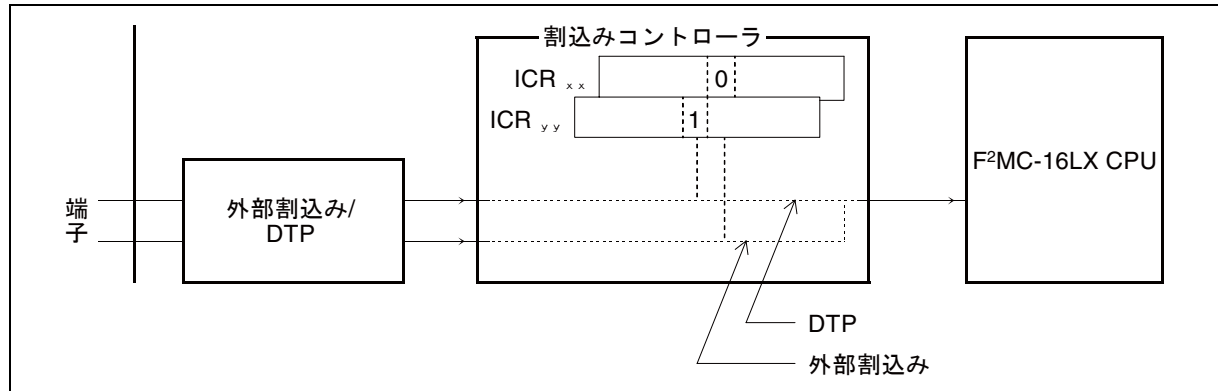 割込みコントローラ
ICR xx
0
ICR yy
1
F²MC-16LX CPU
端子
外部割込み/
DTP
DTP
外部割込み